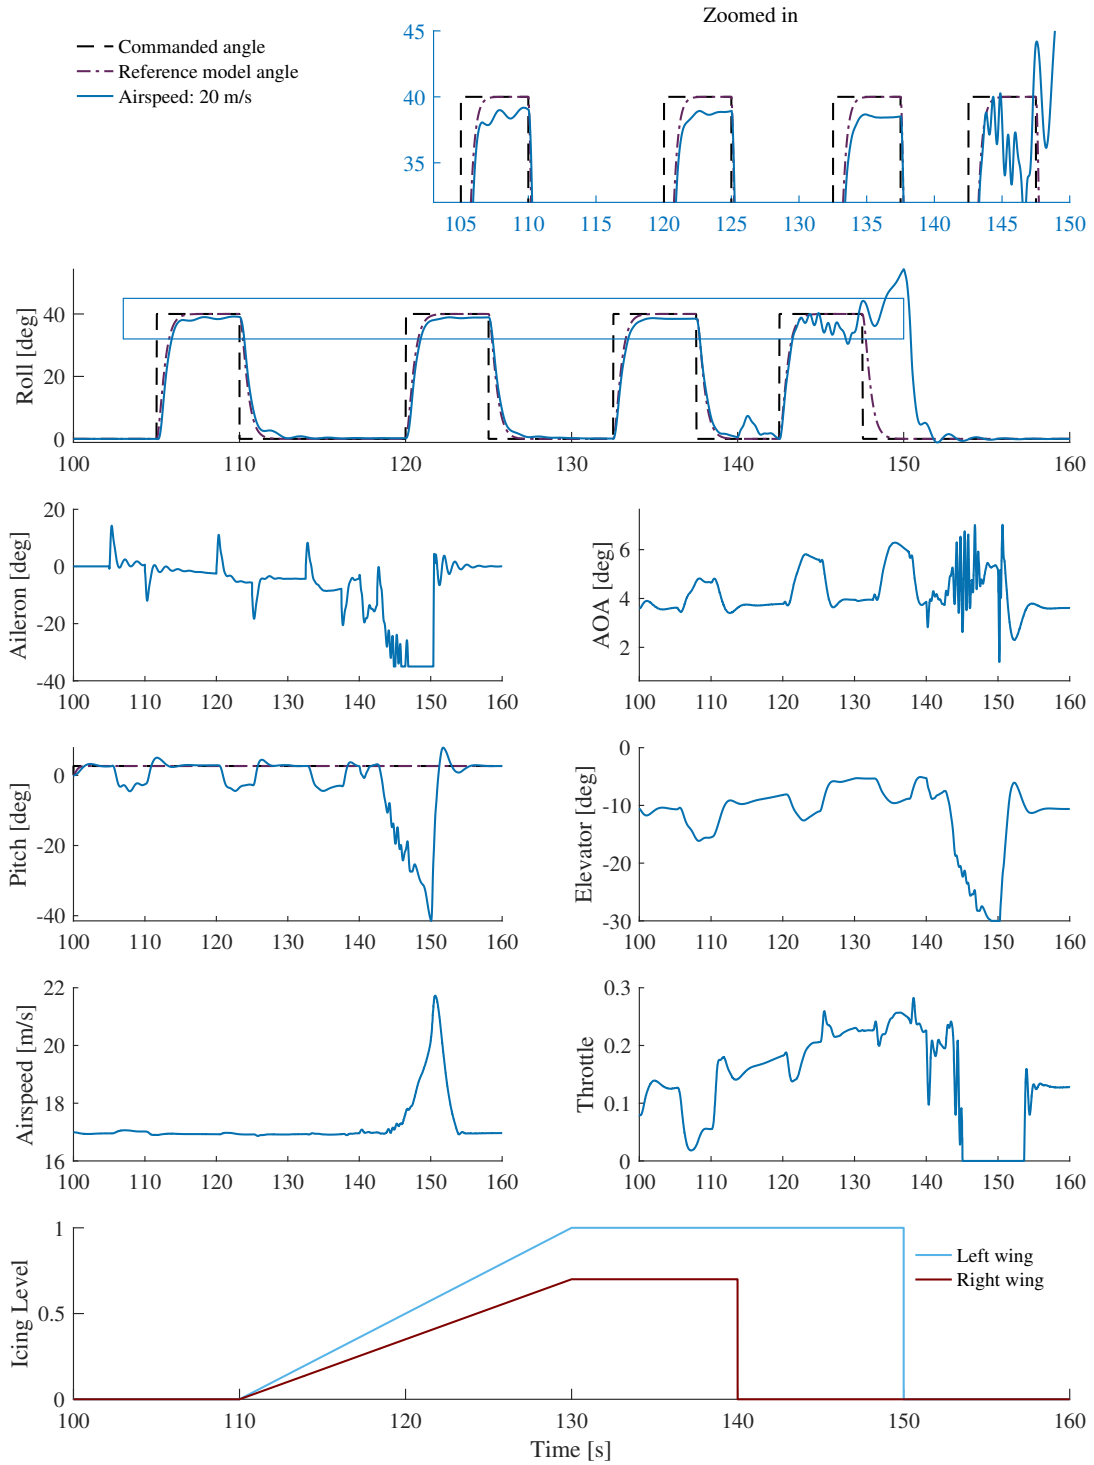 Zoomed in
Commanded angle
Reference model angle
Airspeed: 20 m/s
45
40
35
105 110 115 120 125 130 135 140 145 150
Roll [deg]
40
20
0
100 110 120 130 140 150 160
Aileron [deg]
20
0
-20
-40
100 110 120 130 140 150 160
AOA [deg]
6
4
2
100 110 120 130 140 150 160
Pitch [deg]
0
-20
-40
100 110 120 130 140 150 160
Elevator [deg]
0
-10
-20
-30
100 110 120 130 140 150 160
Airspeed [m/s]
22
20
18
16
100 110 120 130 140 150 160
Throttle
0.3
0.2
0.1
0
100 110 120 130 140 150 160
Icing Level
1
0.5
0
Left wing
Right wing
100 110 120 130 140 150 160
Time [s]